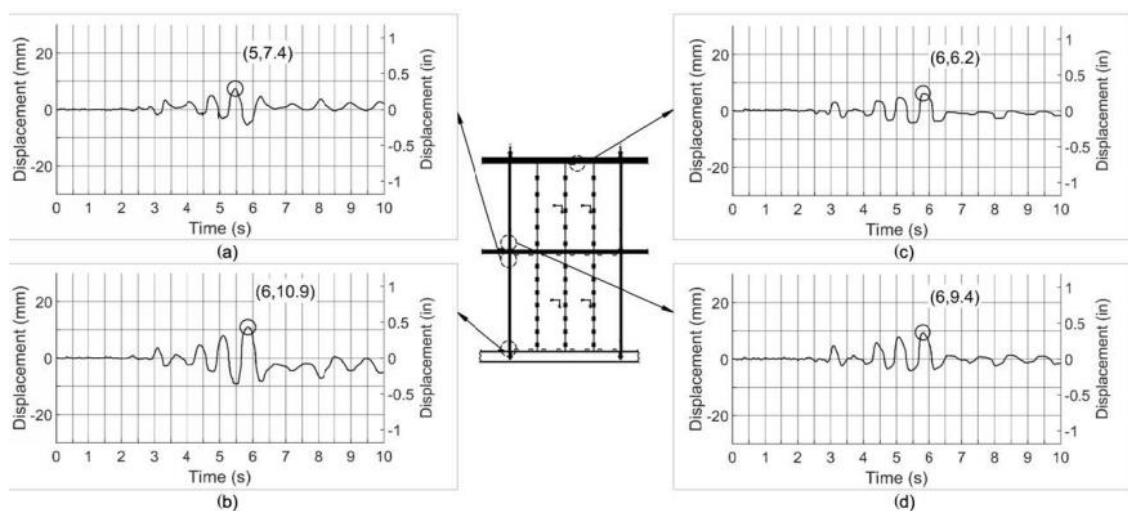 (5,7.4)
20
0
-20
Displacement (mm)
1
0.5
0
-0.5
-1
Displacement (in)
0 1 2 3 4 5 6 7 8 9 10
Time (s)
(a)
(6,10.9)
20
0
-20
Displacement (mm)
1
0.5
0
-0.5
-1
Displacement (in)
0 1 2 3 4 5 6 7 8 9 10
Time (s)
(b)
(6,6.2)
20
0
-20
Displacement (mm)
1
0.5
0
-0.5
-1
Displacement (in)
0 1 2 3 4 5 6 7 8 9 10
Time (s)
(c)
(6,9.4)
20
0
-20
Displacement (mm)
1
0.5
0
-0.5
-1
Displacement (in)
0 1 2 3 4 5 6 7 8 9 10
Time (s)
(d)